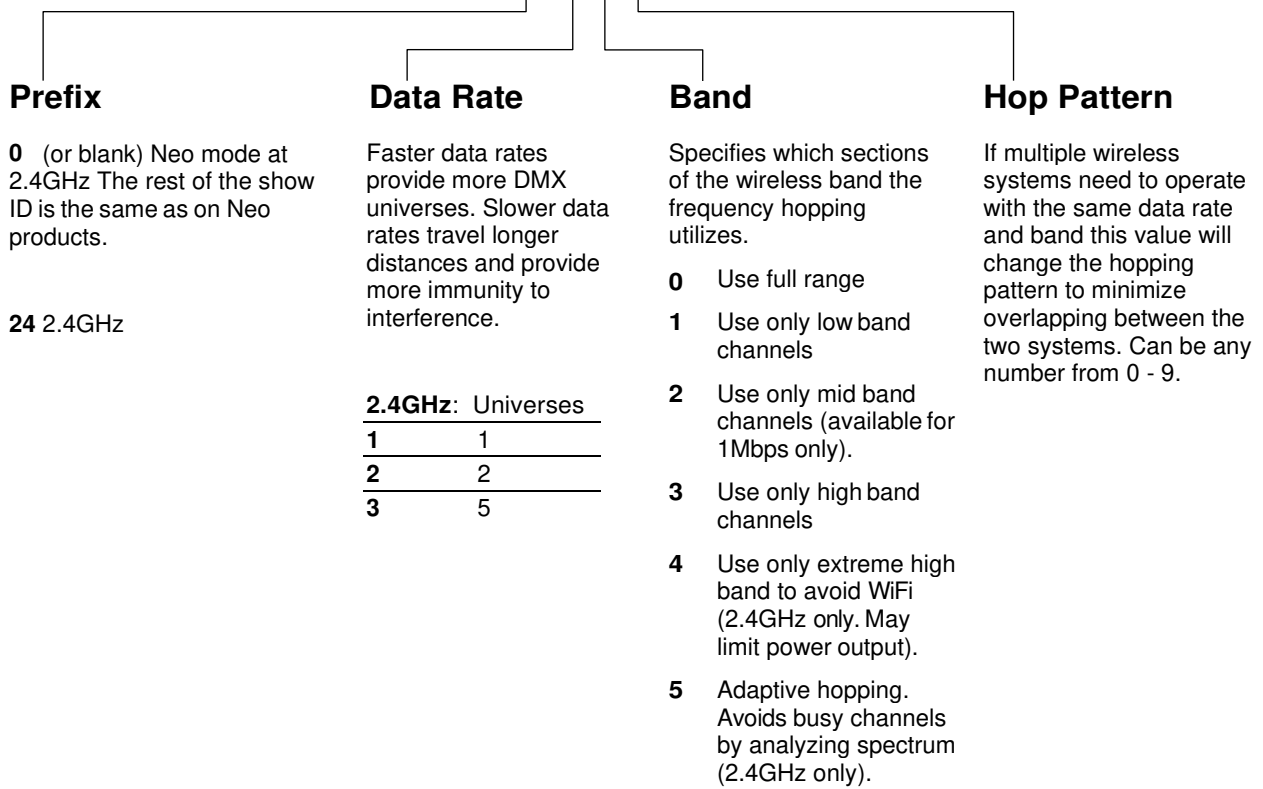 Prefix
0 (or blank) Neo mode at
2.4GHz The rest of the show
ID is the same as on Neo
products.
24 2.4GHz
Data Rate
Faster data rates
provide more DMX
universes. Slower data
rates travel longer
distances and provide
more immunity to
interference.
2.4GHz: Universes
1 1
2 2
3 5
Band
Specifies which sections
of the wireless band the
frequency hopping
utilizes.
0 Use full range
1 Use only low band
channels
2 Use only mid band
channels (available for
1Mbps only).
3 Use only high band
channels
4 Use only extreme high
band to avoid WiFi
(2.4GHz only. May
limit power output).
5 Adaptive hopping.
Avoids busy channels
by analyzing spectrum
(2.4GHz only).
Hop Pattern
If multiple wireless
systems need to operate
with the same data rate
and band this value will
change the hopping
pattern to minimize
overlapping between the
two systems. Can be any
number from 0 - 9.